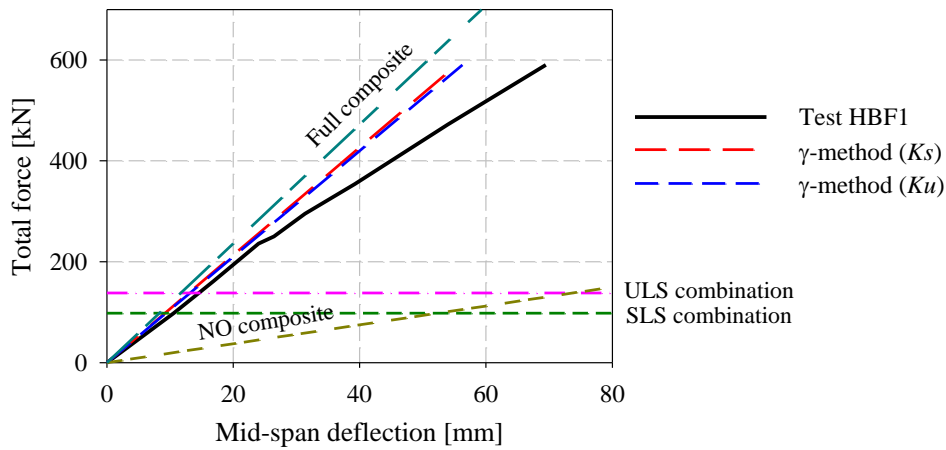 Total force [kN]
600
400
200
0
0 20 40 60 80
Mid-span deflection [mm]
Full composite
NO composite
Test HBF1
γ-method (Ks)
γ-method (Ku)
ULS combination
SLS combination